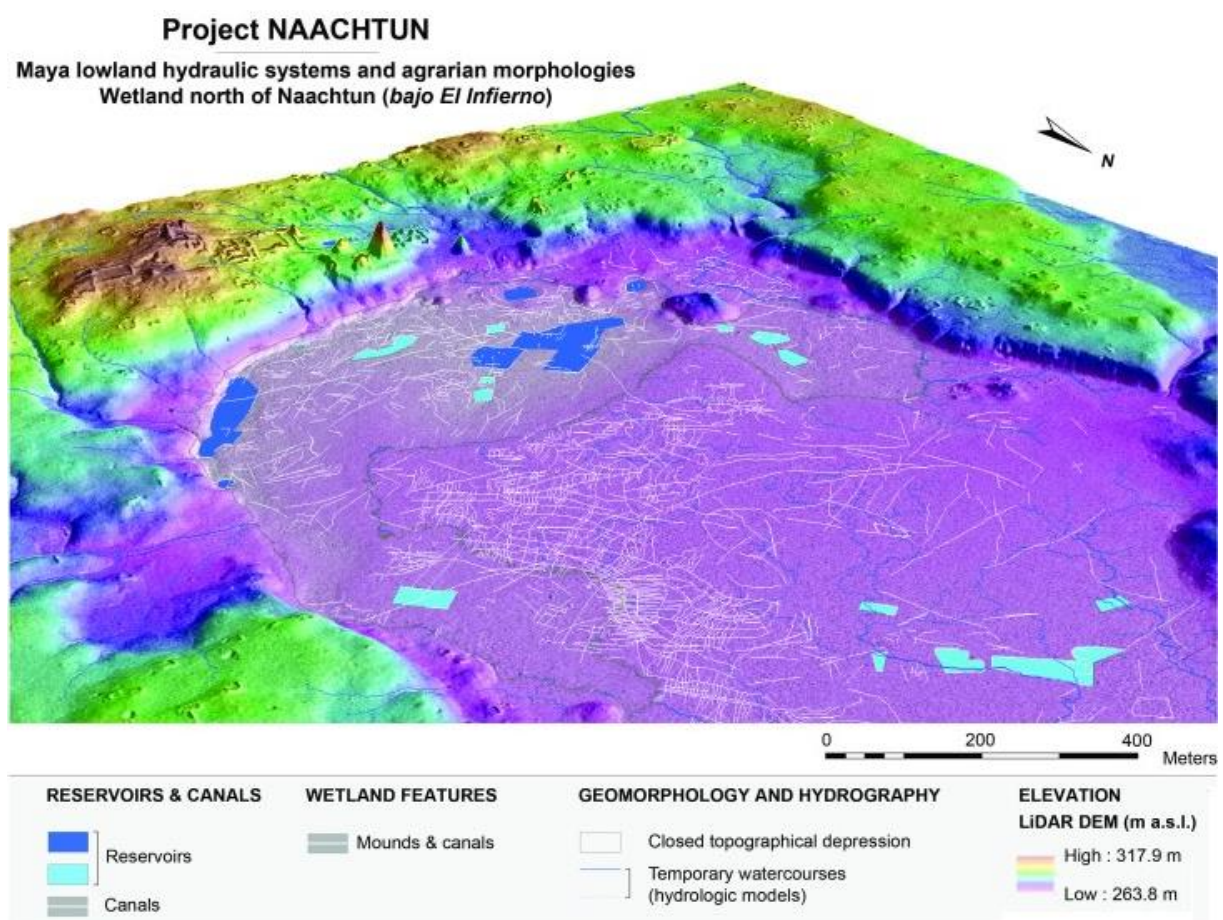 Project NAACHTUN
Maya lowland hydraulic systems and agrarian morphologies
Wetland north of Naachtun (bajo El Infierno)
N
0 200 400
Meters
RESERVOIRS & CANALS
Reservoirs
Canals
WETLAND FEATURES
Mounds & canals
GEOMORPHOLOGY AND HYDROGRAPHY
Closed topographical depression
Temporary watercourses
(hydrologic models)
ELEVATION
LiDAR DEM (m a.s.l.)
High : 317.9 m
Low : 263.8 m